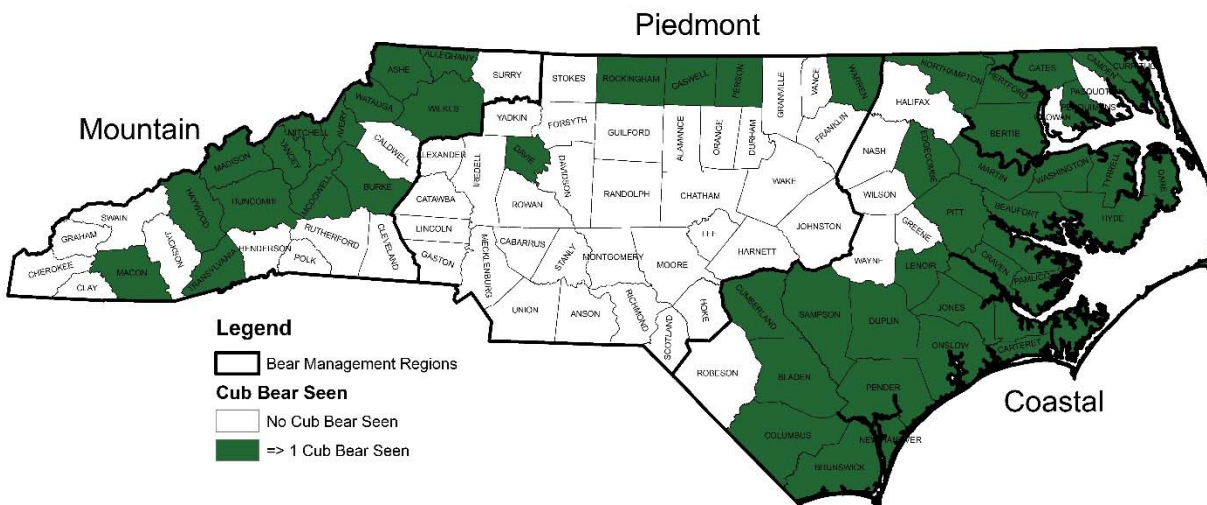 Piedmont
Mountain
Coastal
ALLEGHANY
ASHE
SURRY
STOKES
ROCKINGHAM
CASWELL
PERSON
GRANVILLE
VANCE
WARREN
NORTHAMPTON
HERTFORD
GATES
CAMDEN
PASQUOTANK
HALIFAX
WATAUGA
WILKES
YADKIN
FORSYTH
GUILFORD
ALAMANCE
ORANGE
DURHAM
FRANKLIN
NASH
EDGECOMBE
BERTIE
MITCHELL
AVERY
YANCEY
CALDWELL
ALEXANDER
IREDELL
DAVIE
DAVIDSON
RANDOLPH
CHATHAM
WAKE
WILSON
MARTIN
WASHINGTON
TYRRELL
DARE
MADISON
HAYWOOD
BUNCOMBE
MCDOWELL
BURKE
CATAWBA
ROWAN
LINCOLN
JOHNSTON
GREENE
PITT
BEAUFORT
HYDE
SWAIN
GRAHAM
JACKSON
HENDERSON
RUTHERFORD
CLEVELAND
POLK
GASTON
MECKLENBURG
CABARRUS
STANLY
MONTGOMERY
MOORE
LEE
HARNETT
WAYNE
LENOIR
CRAVEN
PAMLICO
CHEROKEE
CLAY
MACON
TRANSYLVANIA
UNION
ANSON
RICHMOND
SCOTLAND
HOKE
CUMBERLAND
SAMPSON
DUPLIN
JONES
ONSLOW
CARTERET
ROBESON
BLADEN
PENDER
COLUMBUS
BRUNSWICK
Legend
Bear Management Regions
Cub Bear Seen
No Cub Bear Seen
=> 1 Cub Bear Seen